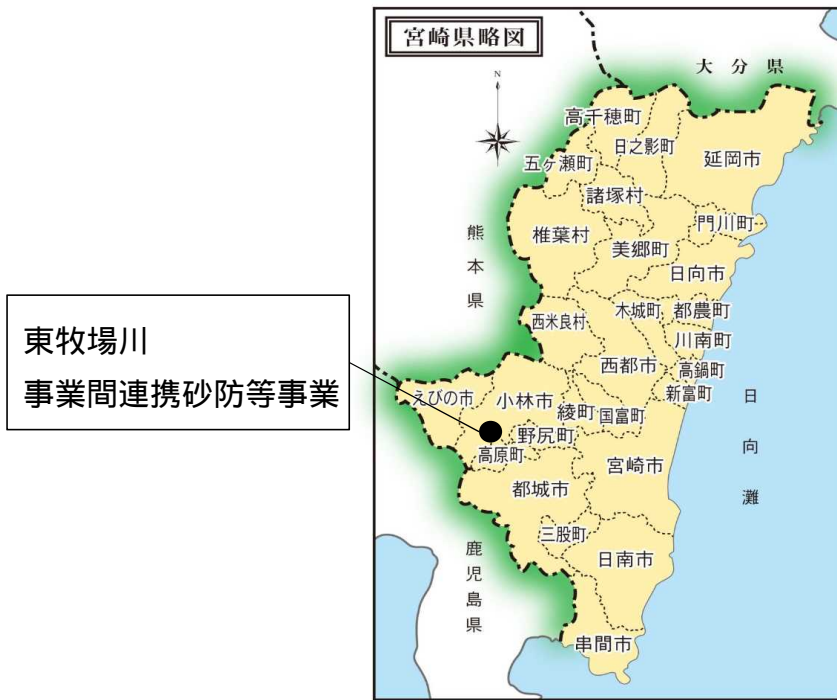 宮崎県略図
N
大分県
高千穂町
日之影町
延岡市
五ヶ瀬町
諸塚村
門川町
椎葉村
美郷町
熊本県
日向市
木城町
都農町
西米良村
川南町
東牧場川
事業間連携砂防等事業
西都市
高鍋町
新富町
えびの市
小林市
綾町
国富町
日向灘
野尻町
高原町
宮崎市
都城市
三股町
鹿児島県
日南市
串間市